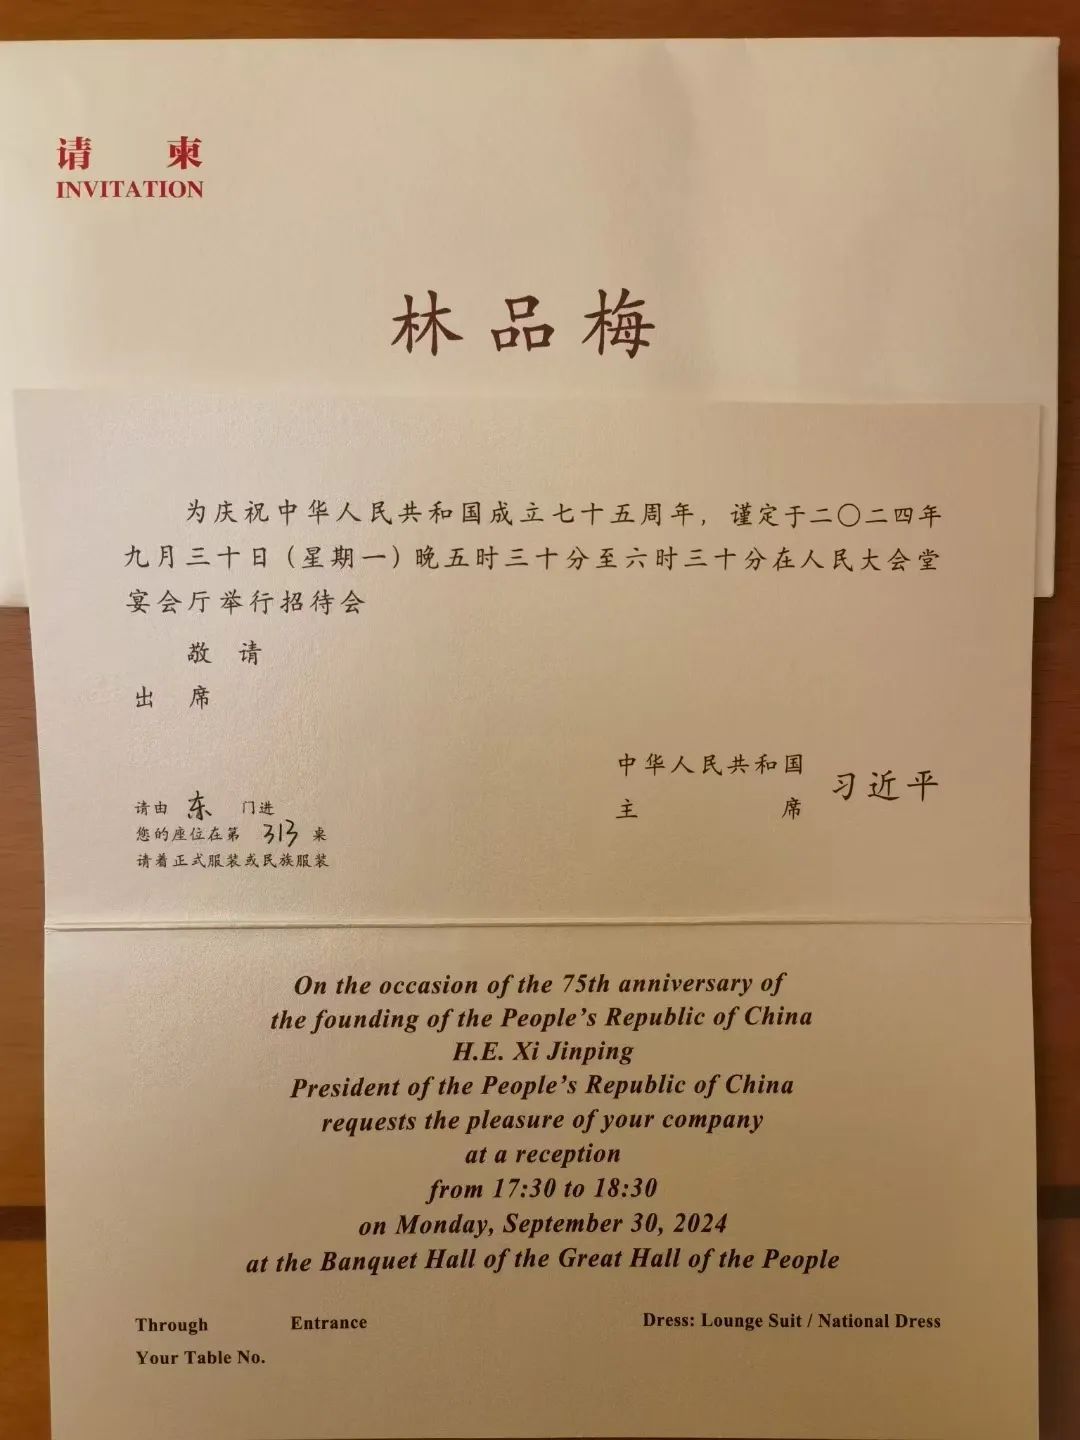 请 柬
INVITATION
林品梅
为庆祝中华人民共和国成立七十五周年，谨定于二〇二四年
九月三十日（星期一）晚五时三十分至六时三十分在人民大会堂
宴会厅举行招待会
敬 请
出 席
中华人民共和国
主 席 习近平
请由 东 门进
您的座位在第 313 桌
请着正式服装或民族服装
On the occasion of the 75th anniversary of
the founding of the People's Republic of China
H.E. Xi Jinping
President of the People's Republic of China
requests the pleasure of your company
at a reception
from 17:30 to 18:30
on Monday, September 30, 2024
at the Banquet Hall of the Great Hall of the People
Through Entrance Dress: Lounge Suit / National Dress
Your Table No.